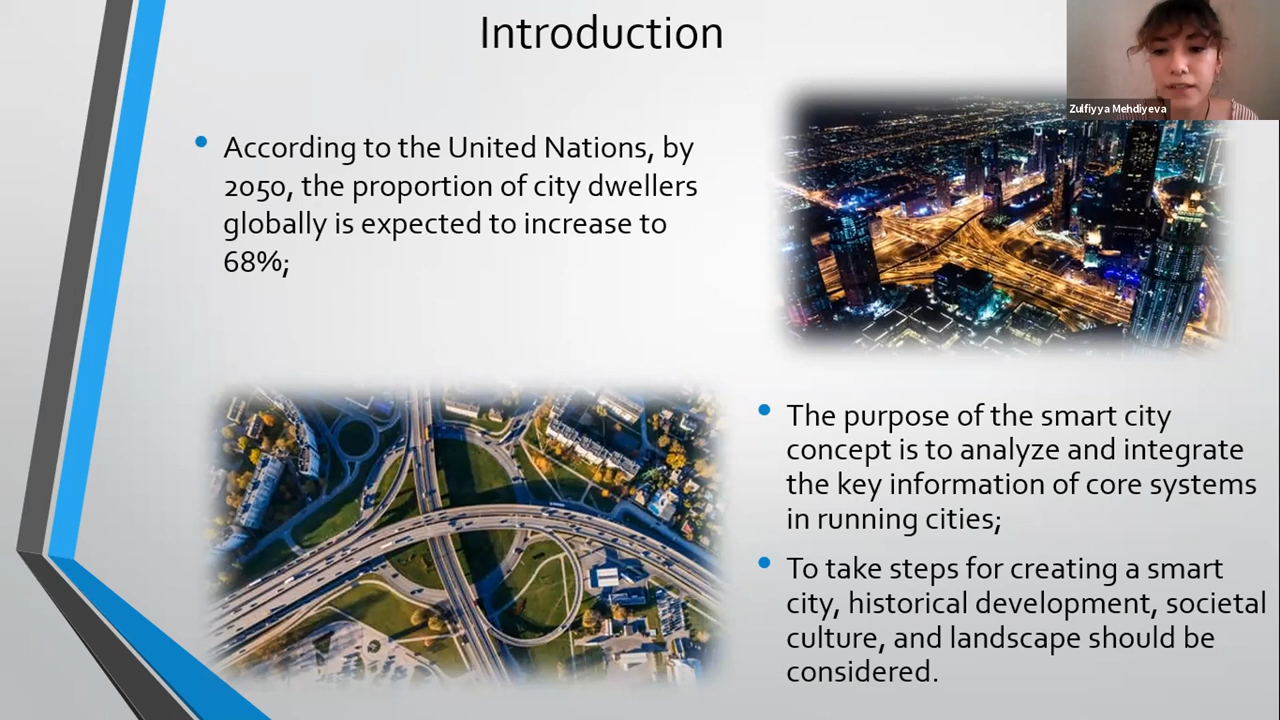 Introduction
Zulfiyya Mehdiyeva
According to the United Nations, by
2050, the proportion of city dwellers
globally is expected to increase to
68%;
The purpose of the smart city
concept is to analyze and integrate
the key information of core systems
in running cities;
To take steps for creating a smart
city, historical development, societal
culture, and landscape should be
considered.